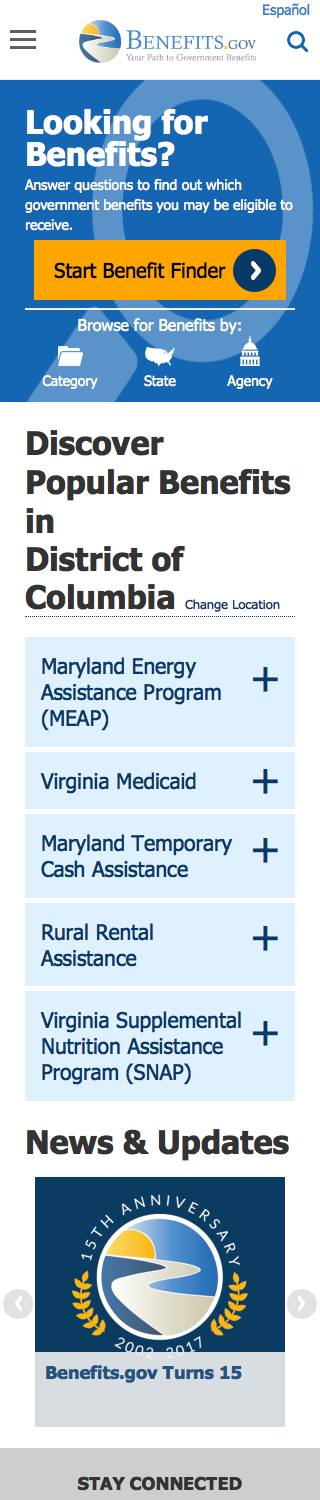 Español
BENEFITS.GOV
Your Path to Government Benefits
Looking for
Benefits?
Answer questions to find out which
government benefits you may be eligible to
receive.
Start Benefit Finder
Browse for Benefits by:
Category State Agency
Discover
Popular Benefits
in
District of
Columbia Change Location
Maryland Energy
Assistance Program
(MEAP)
Virginia Medicaid
Maryland Temporary
Cash Assistance
Rural Rental
Assistance
Virginia Supplemental
Nutrition Assistance
Program (SNAP)
News & Updates
15TH ANNIVERSARY
2002-2017
Benefits.gov Turns 15
STAY CONNECTED